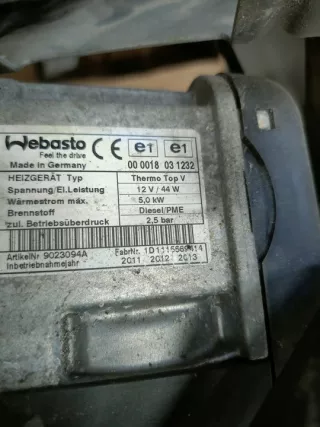 Webasto CE e1 e1
Feel the drive
Made in Germany 00 0018 03 1232
HEIZGERÄT Typ Thermo Top V
Spannung/El.Leistung 12 V / 44 W
Wärmestrom max. 5,0 kW
Brennstoff Diesel/PME
zul. Betriebsüberdruck 2,5 bar
ArtikelNr 9023094A FabrNr.
Inbetriebnahmejahr 2011 2012 2013